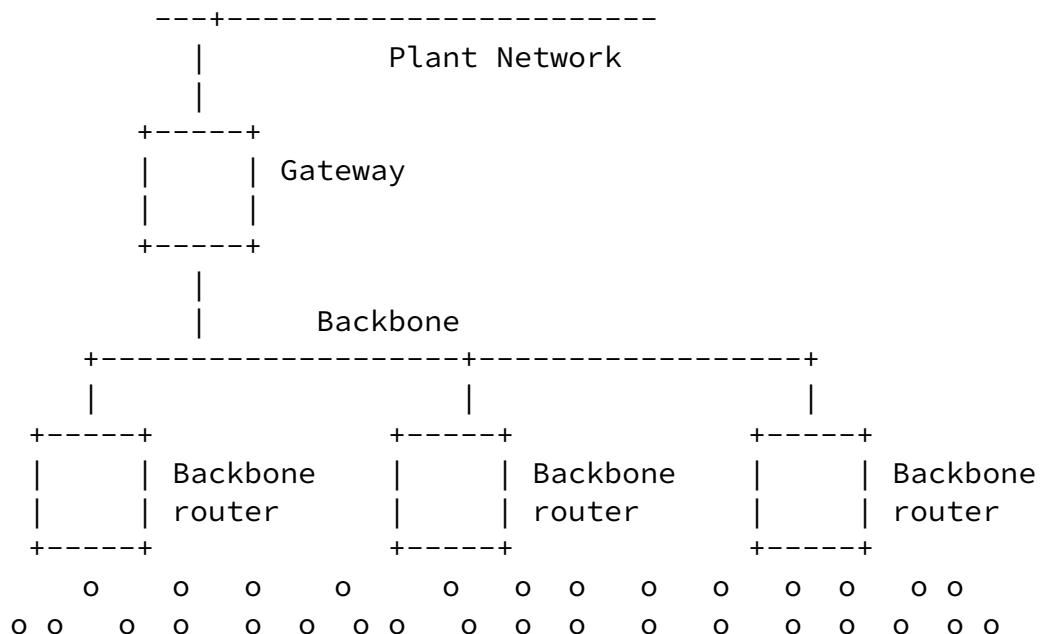 ---+------------------------
|          Plant Network
|
+-----+
|     | Gateway
|     |
+-----+
|
|      Backbone
+--------------------+------------------+
|                    |                  |
+-----+             +-----+             +-----+
|     | Backbone    |     | Backbone    |     | Backbone
|     | router      |     | router      |     | router
+-----+             +-----+             +-----+
o    o   o    o     o   o  o   o   o   o  o   o o
o o   o  o   o  o  o o   o  o  o   o   o  o  o o o